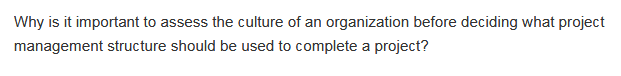 Why is it important to assess the culture of an organization before deciding what project
management structure should be used to complete a project?